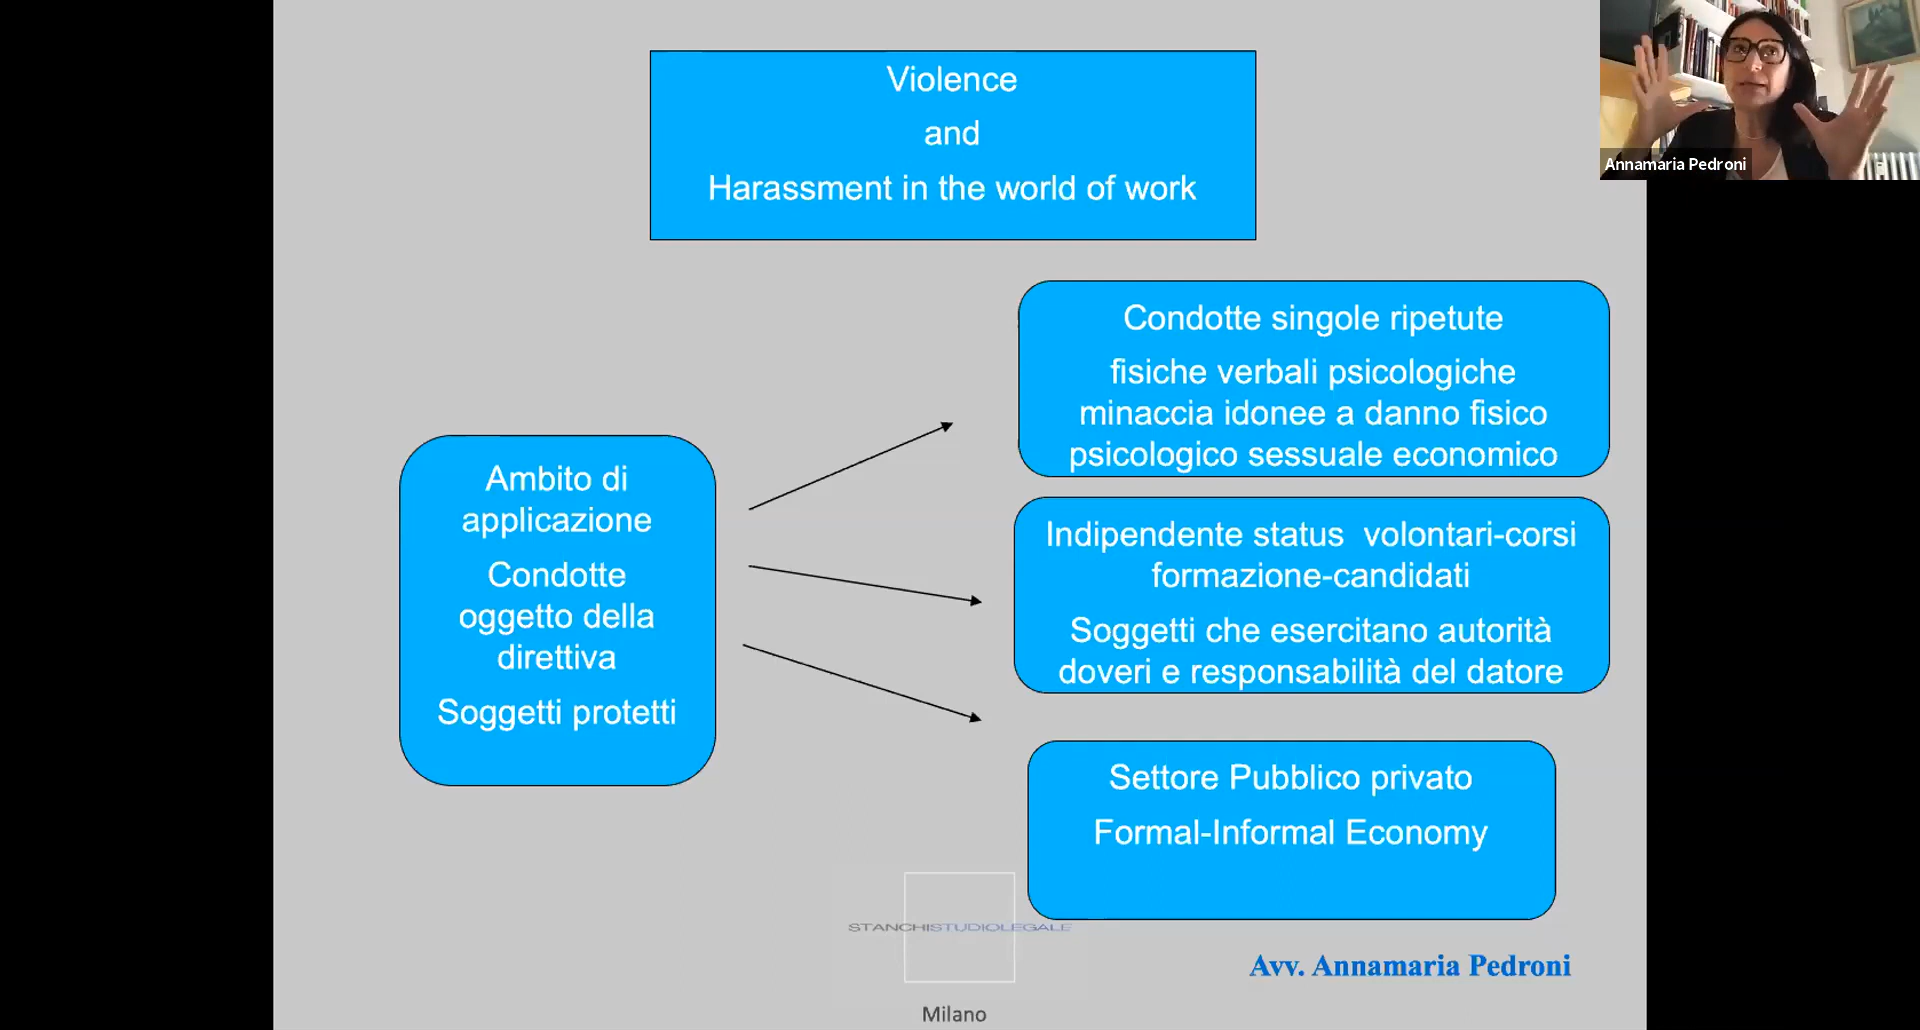 Violence
and
Harassment in the world of work
Annamaria Pedroni
Ambito di
applicazione
Condotte
oggetto della
direttiva
Soggetti protetti
Condotte singole ripetute
fisiche verbali psicologiche
minaccia idonee a danno fisico
psicologico sessuale economico
Indipendente status  volontari-corsi
formazione-candidati
Soggetti che esercitano autorità
doveri e responsabilità del datore
Settore Pubblico privato
Formal-Informal Economy
STANCHISTUDIOLEGALE
Avv. Annamaria Pedroni
Milano